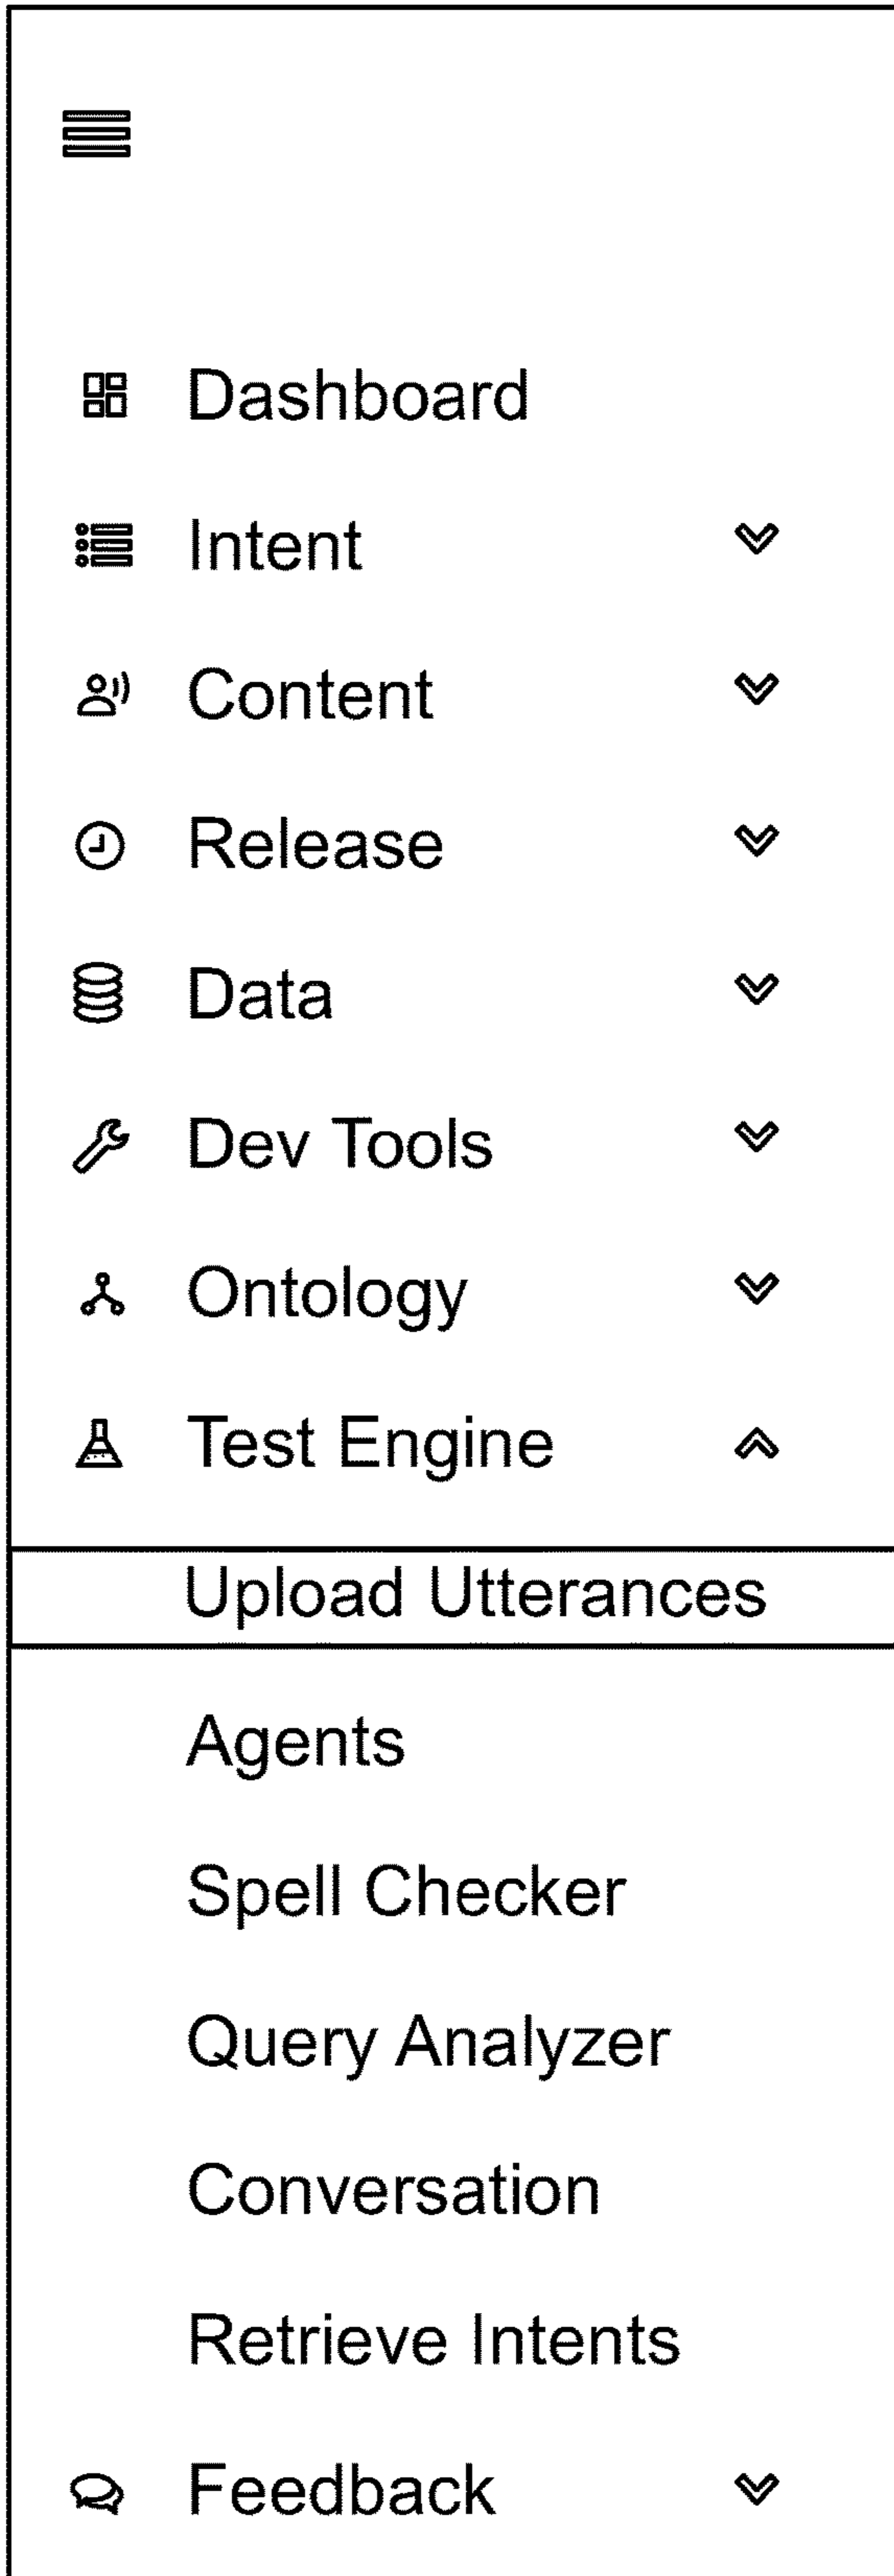 Dashboard
Intent
Content
Release
Data
Dev Tools
Ontology
Test Engine
Upload Utterances
Agents
Spell Checker
Query Analyzer
Conversation
Retrieve Intents
Feedback